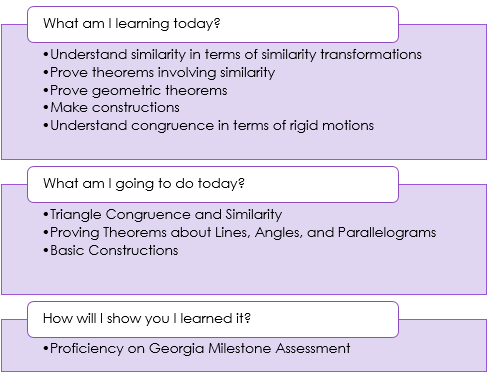 What am I learning today?
•Understand similarity in terms of similarity transformations
•Prove theorems involving similarity
•Prove geometric theorems
•Make constructions
•Understand congruence in terms of rigid motions
What am I going to do today?
•Triangle Congruence and Similarity
•Proving Theorems about Lines, Angles, and Parallelograms
•Basic Constructions
How will I show you I learned it?
•Proficiency on Georgia Milestone Assessment